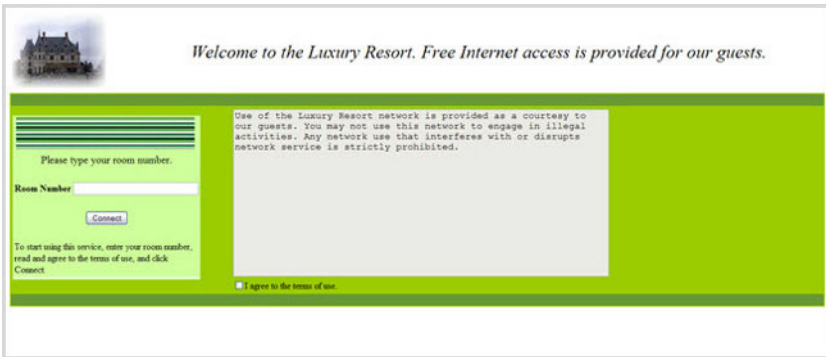 Welcome to the Luxury Resort. Free Internet access is provided for our guests.
Use of the Luxury Resort network is provided as a courtesy to
our guests. You may not use this network to engage in illegal
activities. Any network use that interferes with or disrupts
network service is strictly prohibited.
Please type your room number.
Room Number
Connect
To start using this service, enter your room number,
read and agree to the terms of use, and click
Connect
I agree to the terms of use.